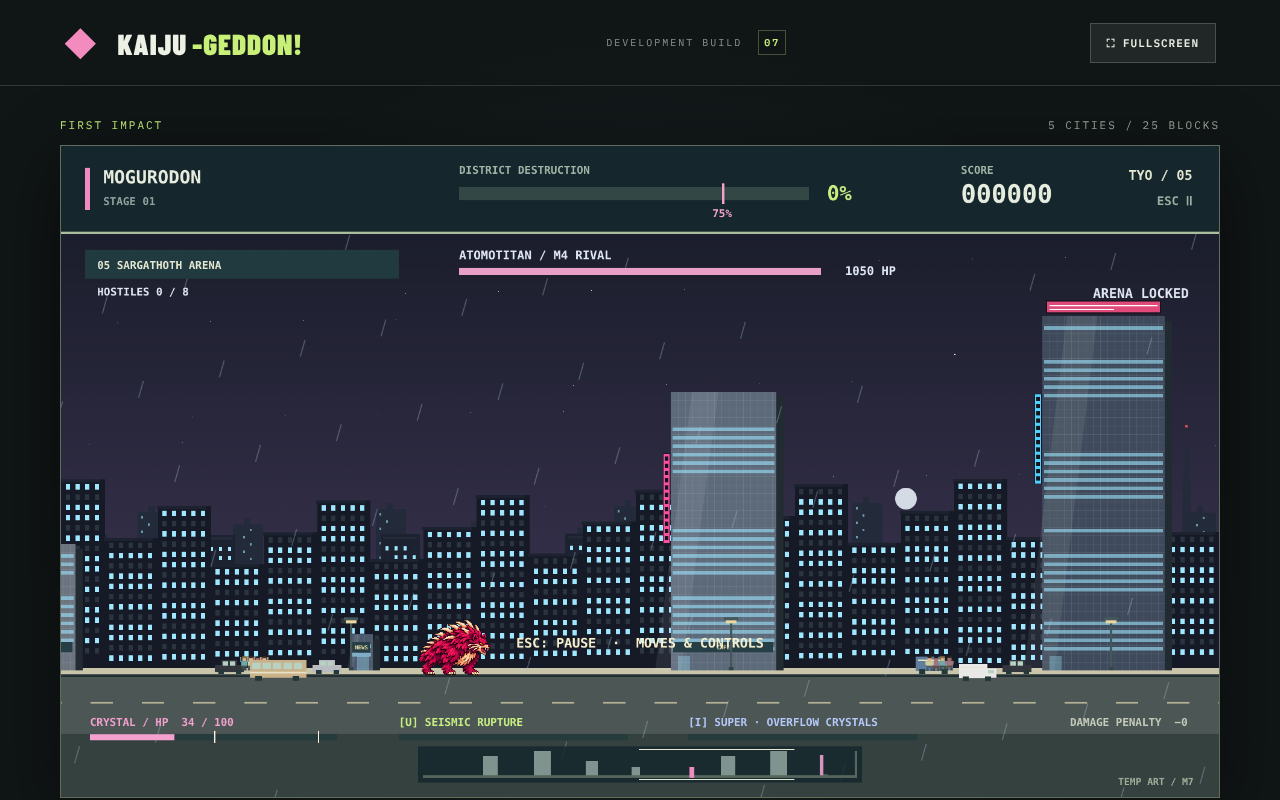 KAIJU-GEDDON!
DEVELOPMENT BUILD 07
FULLSCREEN
FIRST IMPACT
5 CITIES / 25 BLOCKS
MOGURODON
STAGE 01
DISTRICT DESTRUCTION
0%
75%
SCORE
000000
TYO / 05
ESC II
05 SARGATHOTH ARENA
HOSTILES 0 / 8
ATOMOTITAN / M4 RIVAL
1050 HP
ARENA LOCKED
NEWS
ESC: PAUSE · MOVES & CONTROLS
CRYSTAL / HP 34 / 100
[U] SEISMIC RUPTURE
[I] SUPER · OVERFLOW CRYSTALS
DAMAGE PENALTY −0
TEMP ART / M7